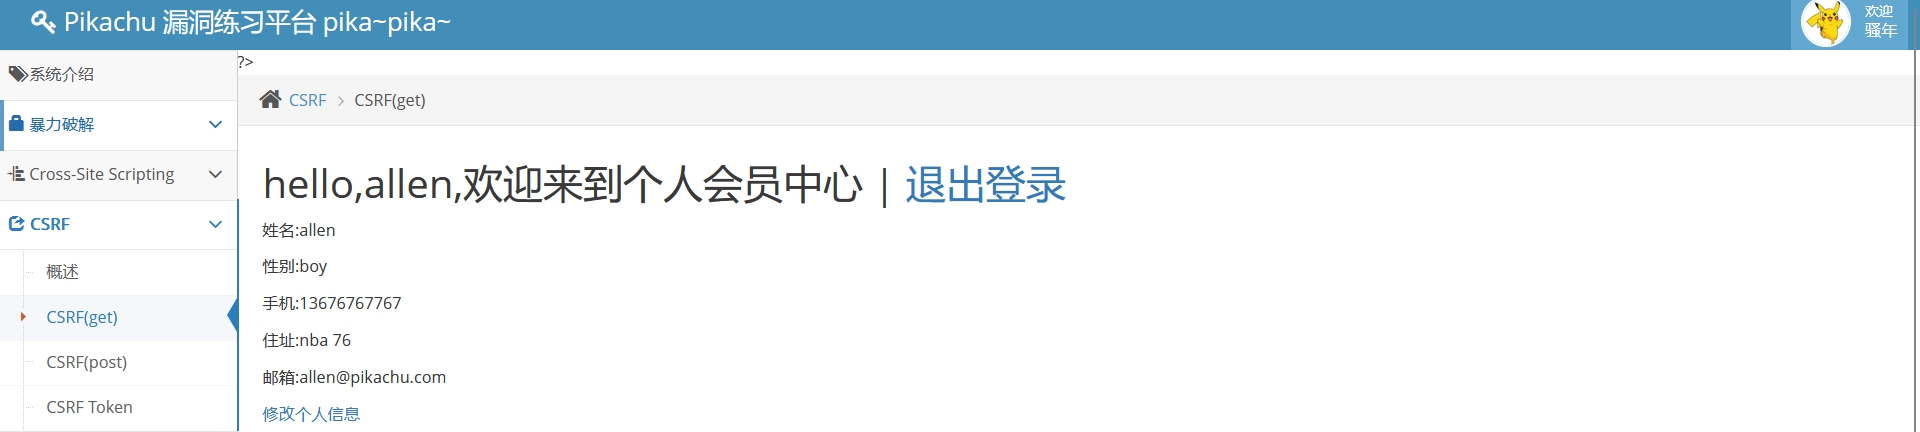 Pikachu 漏洞练习平台 pika~pika~
欢迎
骚年
系统介绍
暴力破解
Cross-Site Scripting
CSRF
概述
CSRF(get)
CSRF(post)
CSRF Token
?>
CSRF > CSRF(get)
hello,allen,欢迎来到个人会员中心 | 退出登录
姓名:allen
性别:boy
手机:13676767767
住址:nba 76
邮箱:allen@pikachu.com
修改个人信息